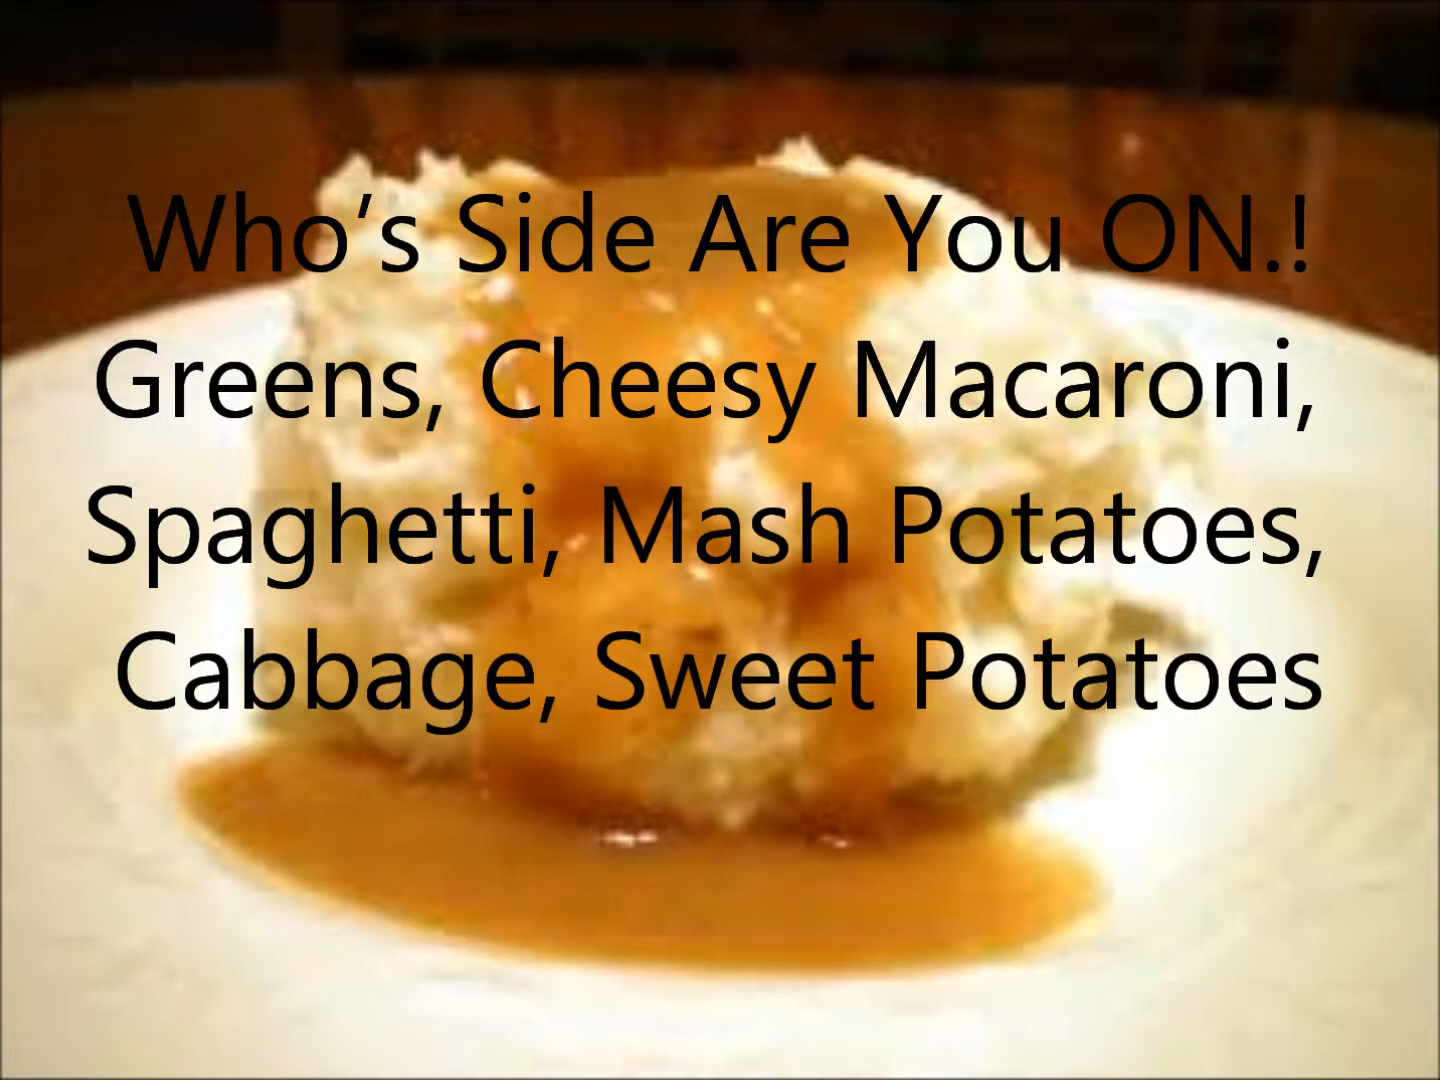 Who's Side Are You ON.!
Greens, Cheesy Macaroni,
Spaghetti, Mash Potatoes,
Cabbage, Sweet Potatoes